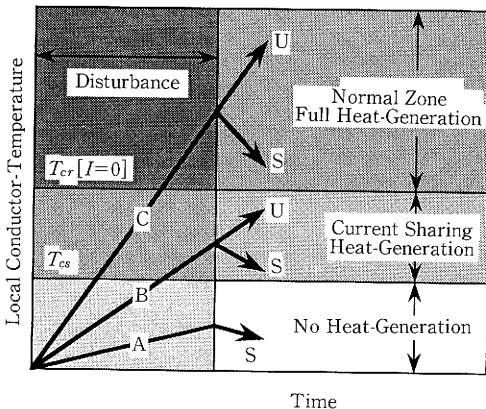 U
Disturbance
Normal Zone
Full Heat-Generation
S
T_cr [I=0]
C
U
Current Sharing
Heat-Generation
T_cs
S
B
No Heat-Generation
A
S
Local Conductor-Temperature
Time